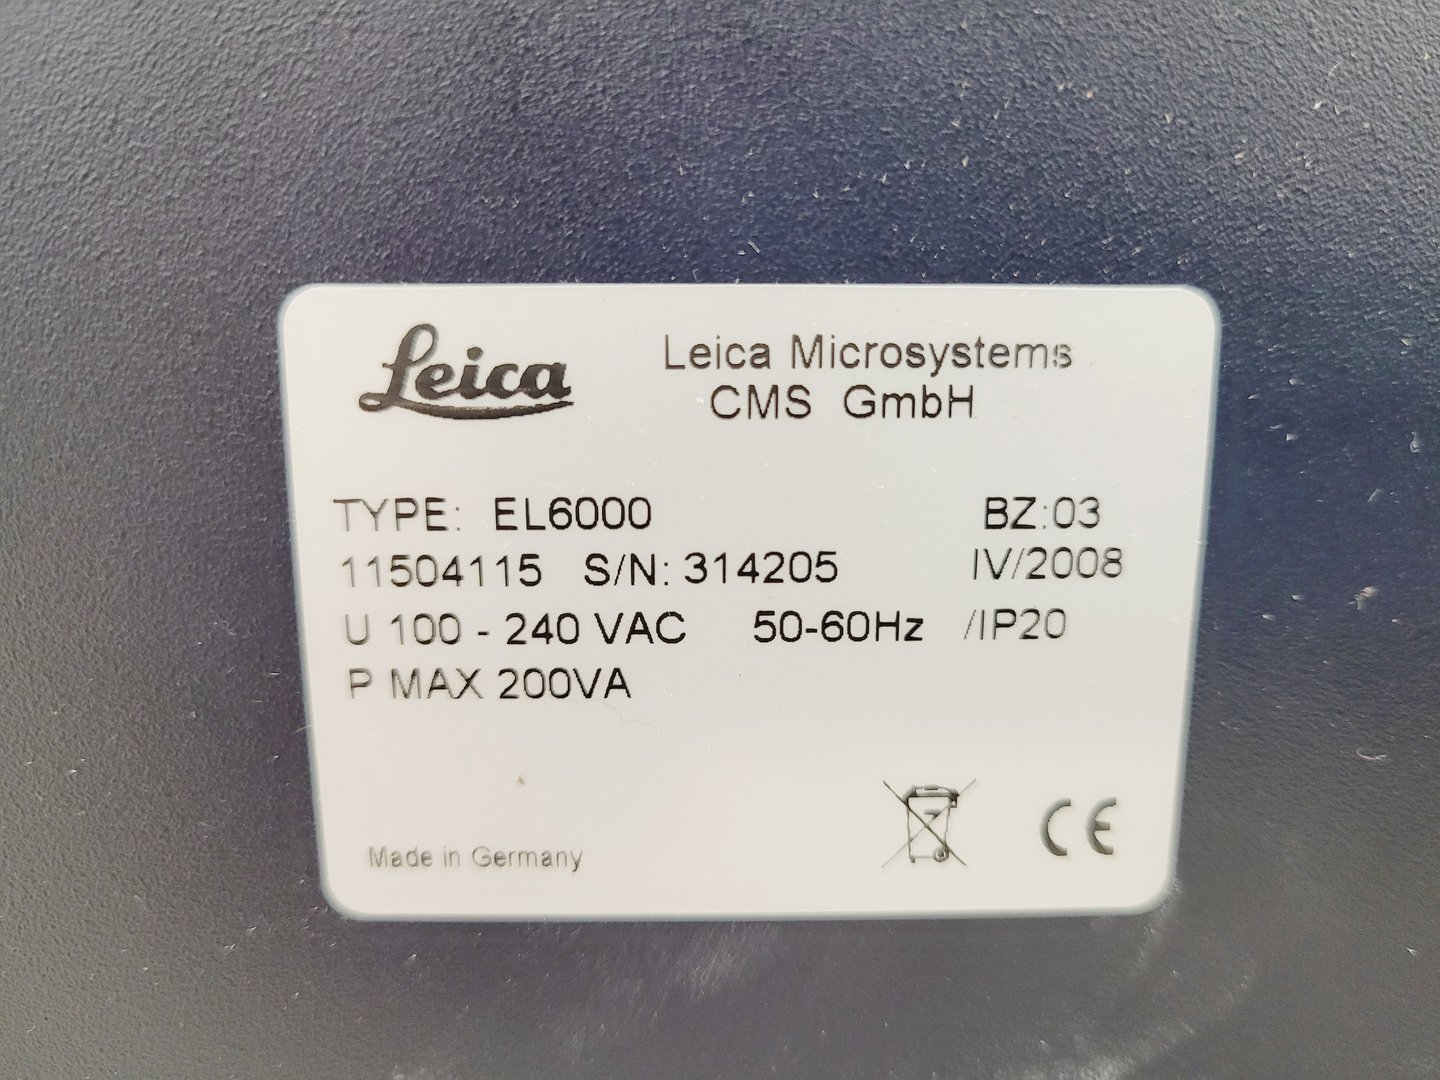 Leica
Leica Microsystems
CMS GmbH
TYPE: EL6000 BZ:03
11504115 S/N: 314205 IV/2008
U 100 - 240 VAC 50-60Hz /IP20
P MAX 200VA
Made in Germany
CE